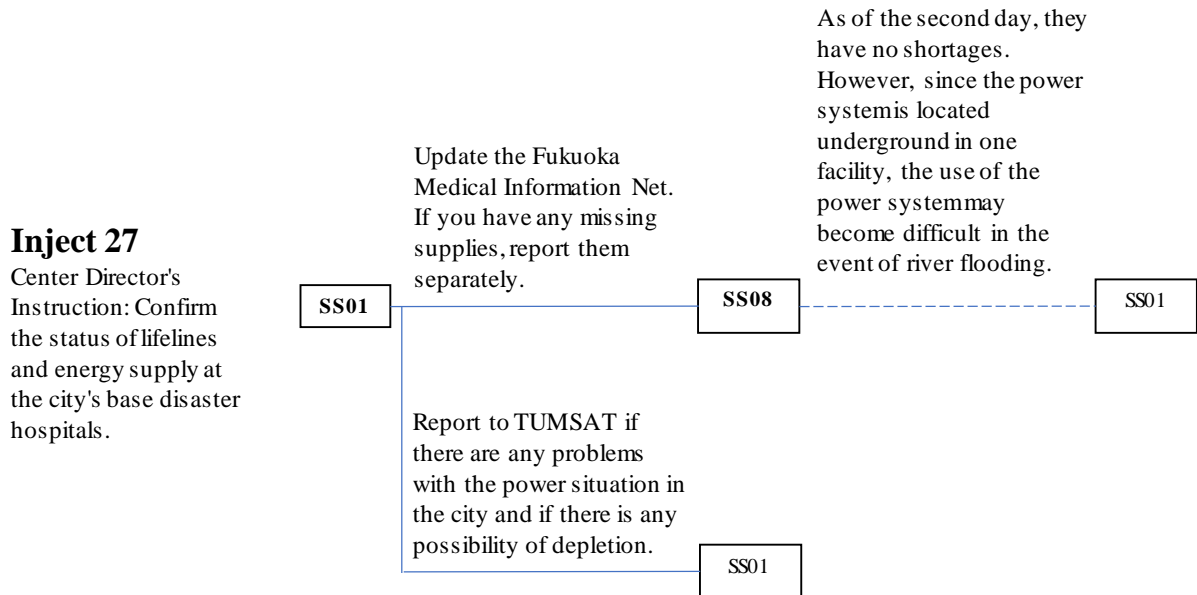 Inject 27
Center Director's
Instruction: Confirm
the status of lifelines
and energy supply at
the city's base disaster
hospitals.
SS01
Update the Fukuoka
Medical Information Net.
If you have any missing
supplies, report them
separately.
SS08
As of the second day, they
have no shortages.
However, since the power
systemis located
underground in one
facility, the use of the
power systemmay
become difficult in the
event of river flooding.
SS01
Report to TUMSAT if
there are any problems
with the power situation in
the city and if there is any
possibility of depletion.
SS01